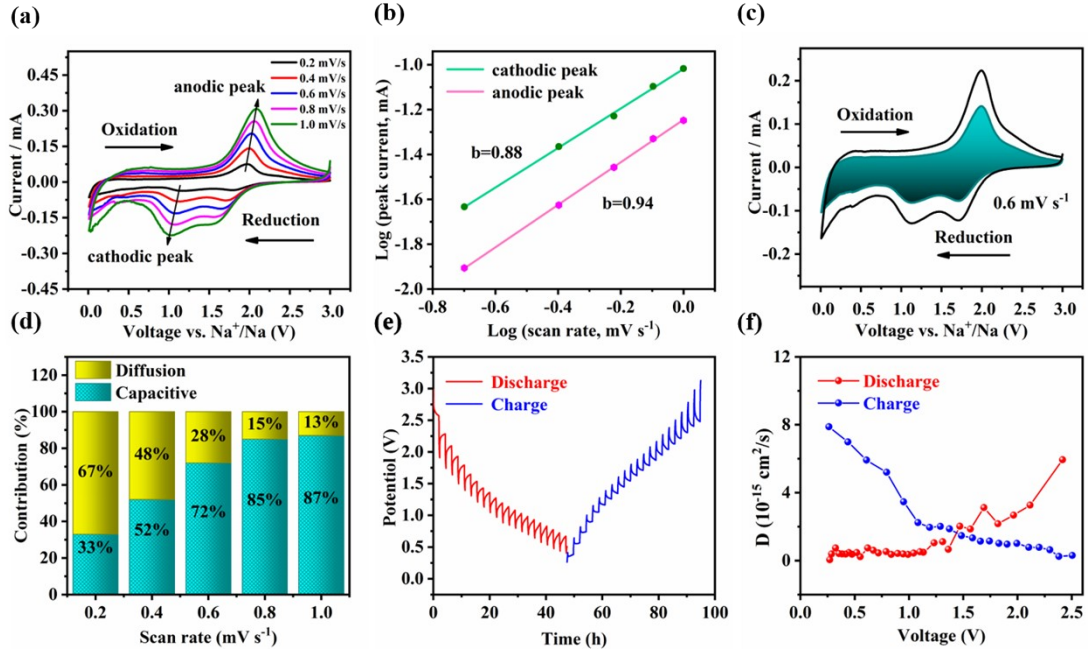 (a)
0.45
0.30
0.15
0.00
-0.15
-0.30
-0.45
Current / mA
0.2 mV/s
0.4 mV/s
0.6 mV/s
0.8 mV/s
1.0 mV/s
anodic peak
Oxidation
Reduction
cathodic peak
0.0 0.5 1.0 1.5 2.0 2.5 3.0
Voltage vs. Na⁺/Na (V)
(b)
-1.0
-1.2
-1.4
-1.6
-1.8
-2.0
Log (peak current, mA)
cathodic peak
anodic peak
b=0.88
b=0.94
-0.8 -0.6 -0.4 -0.2 0.0
Log (scan rate, mV s⁻¹)
(c)
0.2
0.1
0.0
-0.1
-0.2
Current / mA
Oxidation
0.6 mV s⁻¹
Reduction
0.0 0.5 1.0 1.5 2.0 2.5 3.0
Voltage vs. Na⁺/Na (V)
(d)
120
100
80
60
40
20
0
Contribution (%)
Diffusion
Capacitive
67% 48% 28% 15% 13%
33% 52% 72% 85% 87%
0.2 0.4 0.6 0.8 1.0
Scan rate (mV s⁻¹)
(e)
3.5
3.0
2.5
2.0
1.5
1.0
0.5
0.0
Potentiol (V)
Discharge
Charge
0 20 40 60 80 100
Time (h)
(f)
12
8
4
0
D (10⁻¹⁵ cm²/s)
Discharge
Charge
0.0 0.5 1.0 1.5 2.0 2.5
Voltage (V)